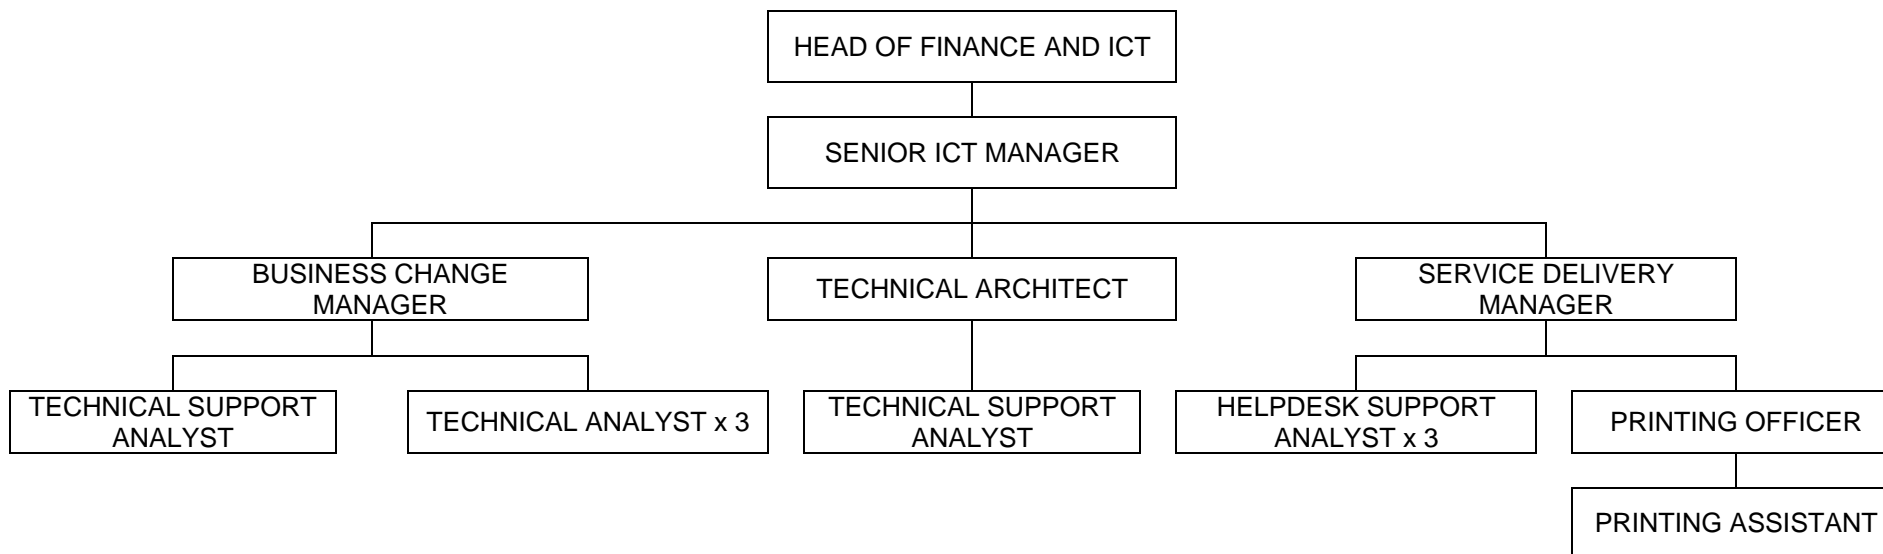 HEAD OF FINANCE AND ICT
SENIOR ICT MANAGER
BUSINESS CHANGE
MANAGER
TECHNICAL ARCHITECT
SERVICE DELIVERY
MANAGER
TECHNICAL SUPPORT
ANALYST
TECHNICAL ANALYST x 3
TECHNICAL SUPPORT
ANALYST
HELPDESK SUPPORT
ANALYST x 3
PRINTING OFFICER
PRINTING ASSISTANT